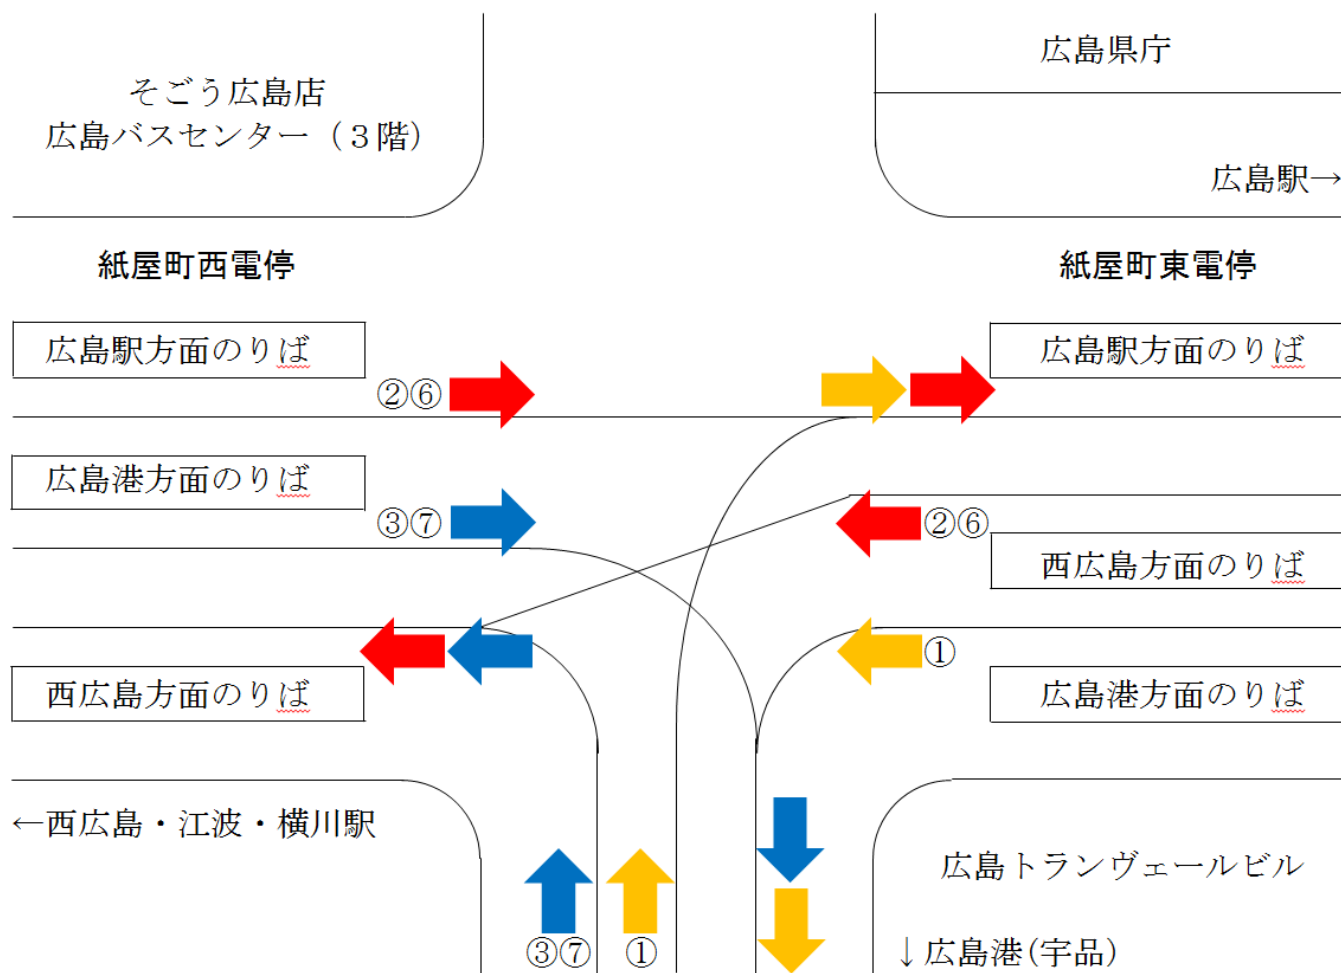 そごう広島店
広島バスセンター（３階）
広島県庁
広島駅→
紙屋町西電停
紙屋町東電停
広島駅方面のりば
広島駅方面のりば
②⑥
広島港方面のりば
③⑦
②⑥
西広島方面のりば
①
西広島方面のりば
広島港方面のりば
←西広島・江波・横川駅
広島トランヴェールビル
③⑦
①
↓広島港(宇品)